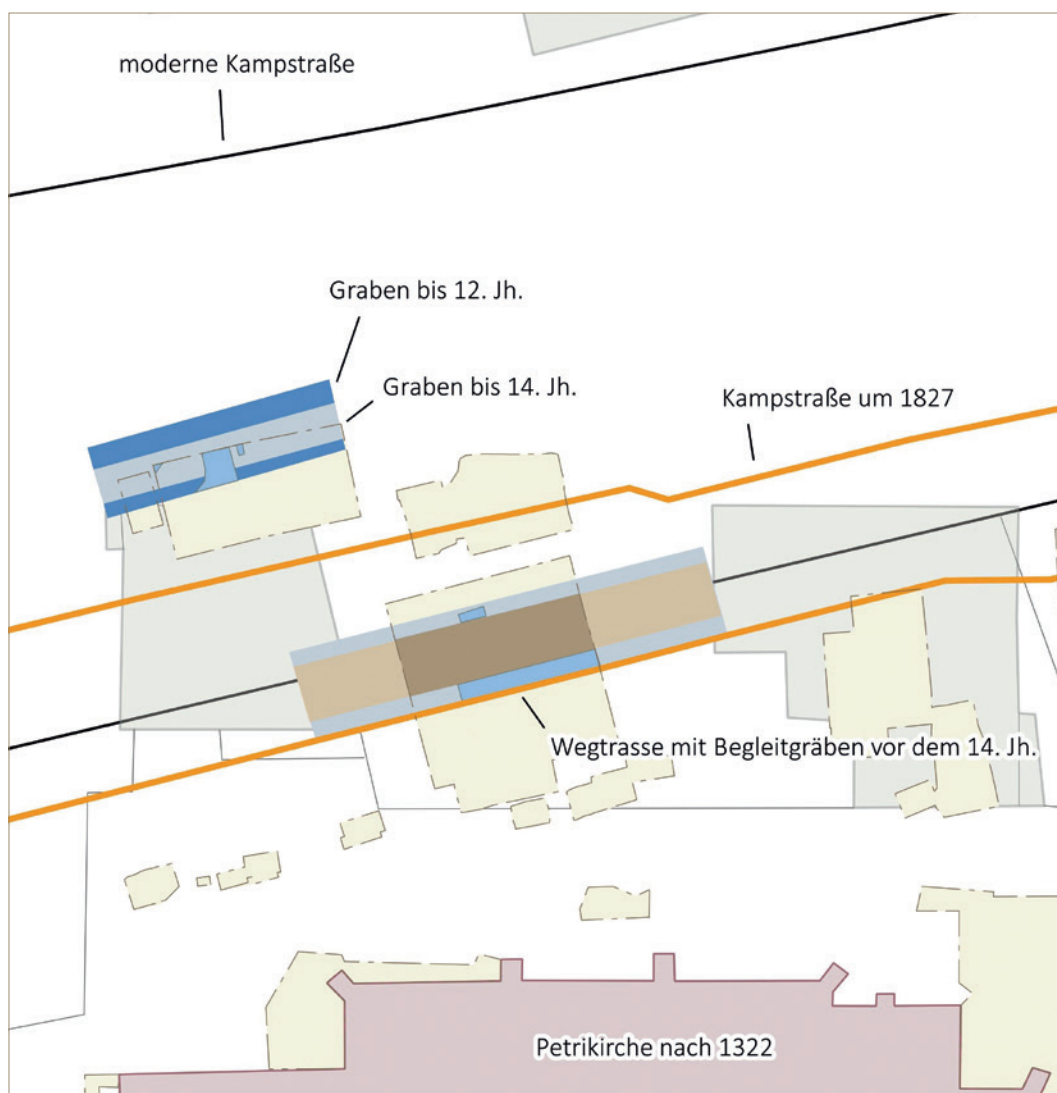 moderne Kampstraße
Graben bis 12. Jh.
Graben bis 14. Jh.
Kampstraße um 1827
Wegtrasse mit Begleitgräben vor dem 14. Jh.
Petrikirche nach 1322